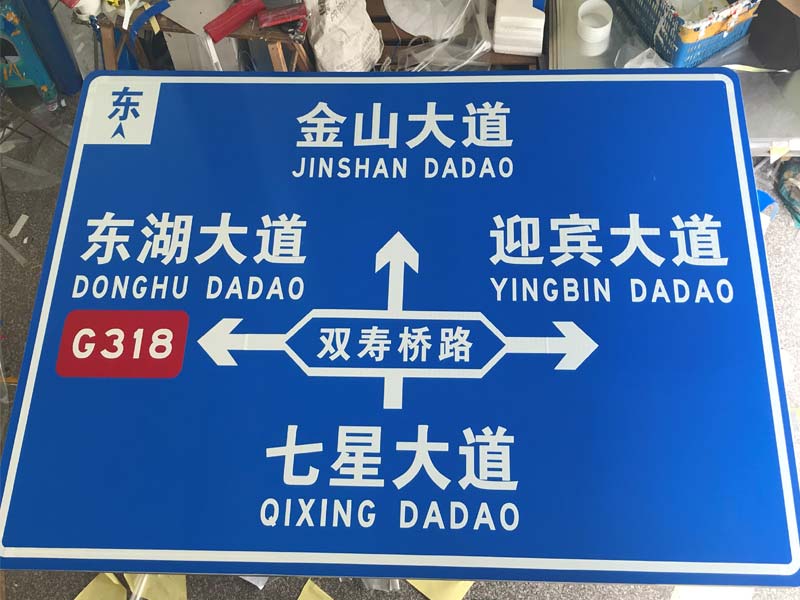 东
金山大道
JINSHAN DADAO
东湖大道
DONGHU DADAO
迎宾大道
YINGBIN DADAO
G318
双寿桥路
七星大道
QIXING DADAO